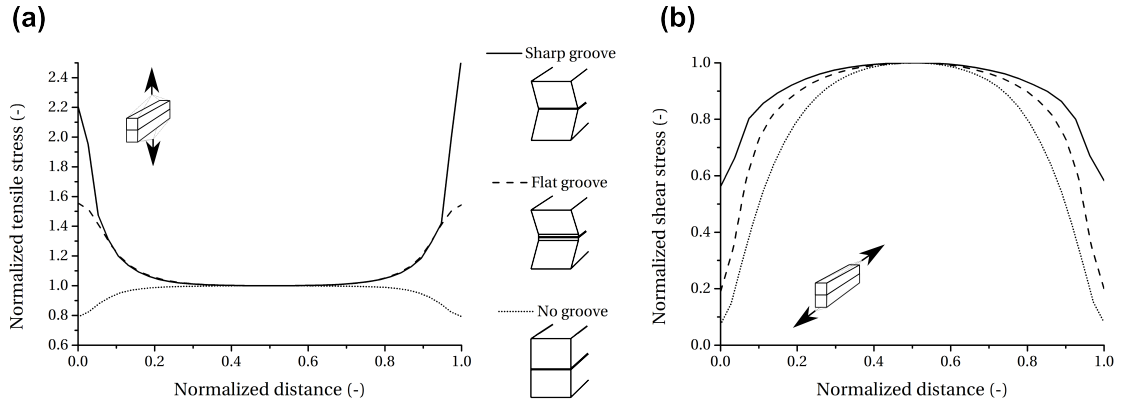 (a)
Normalized tensile stress (-)
2.4
2.2
2.0
1.8
1.6
1.4
1.2
1.0
0.8
0.6
0.0 0.2 0.4 0.6 0.8 1.0
Normalized distance (-)
Sharp groove
Flat groove
No groove
(b)
Normalized shear stress (-)
1.0
0.8
0.6
0.4
0.2
0.0
0.0 0.2 0.4 0.6 0.8 1.0
Normalized distance (-)